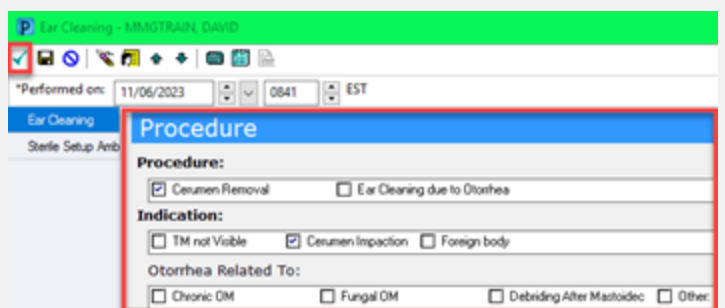 Ear Cleaning - MMGTRAIN, DAVID
*Performed on: 11/06/2023 0841 EST
Ear Cleaning
Procedure
Sterile Setup Amb
Procedure:
Cerumen Removal Ear Cleaning due to Otorrhea
Indication:
TM not Visible Cerumen Impaction Foreign body
Otorrhea Related To:
Chronic OM Fungal OM Debriding After Mastoidec Other: